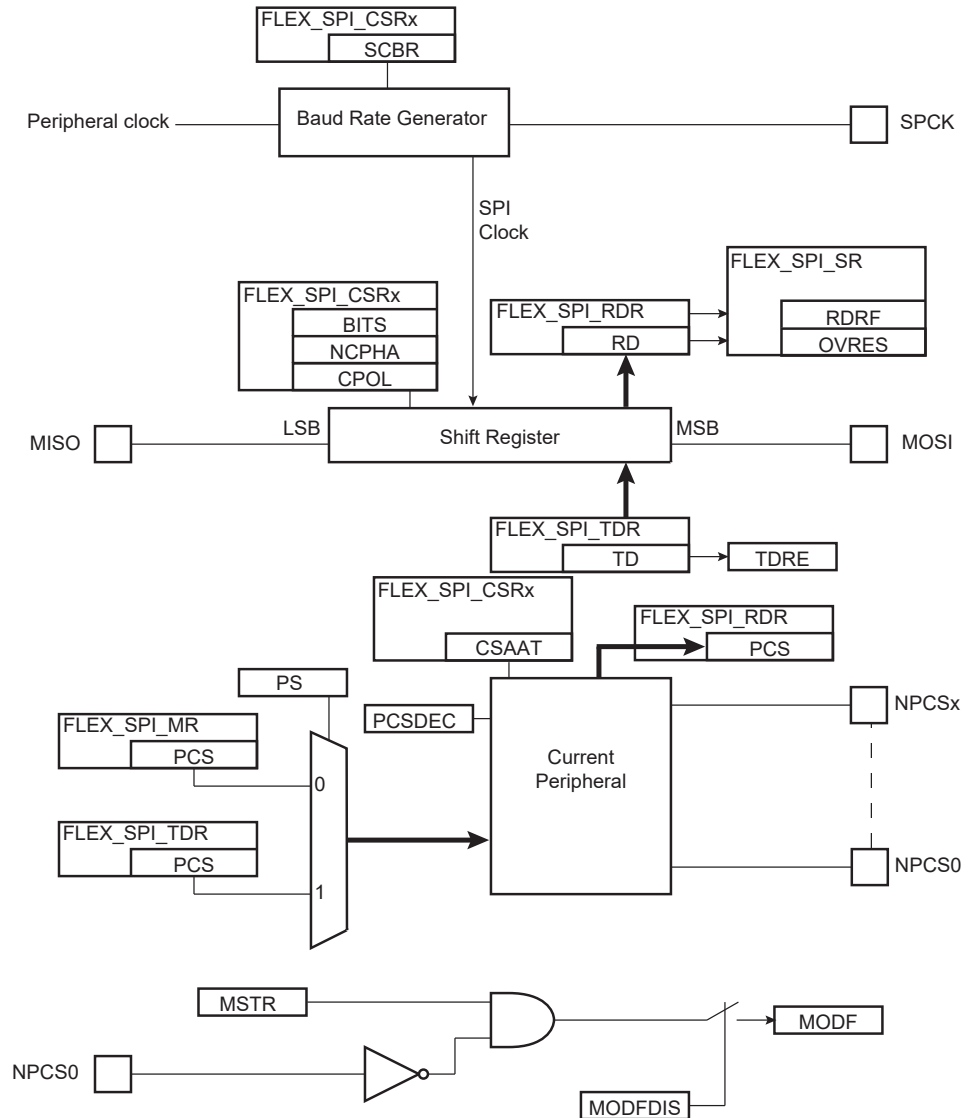 FLEX_SPI_CSRx
SCBR
Peripheral clock
Baud Rate Generator
SPCK
SPI
Clock
FLEX_SPI_CSRx
BITS
NCPHA
CPOL
FLEX_SPI_RDR
RD
FLEX_SPI_SR
RDRF
OVRES
MISO
LSB
Shift Register
MSB
MOSI
FLEX_SPI_TDR
TD
TDRE
FLEX_SPI_CSRx
CSAAT
FLEX_SPI_RDR
PCS
PS
PCSDEC
NPCSx
FLEX_SPI_MR
PCS
0
Current
Peripheral
FLEX_SPI_TDR
PCS
1
NPCS0
MSTR
MODF
NPCS0
MODFDIS